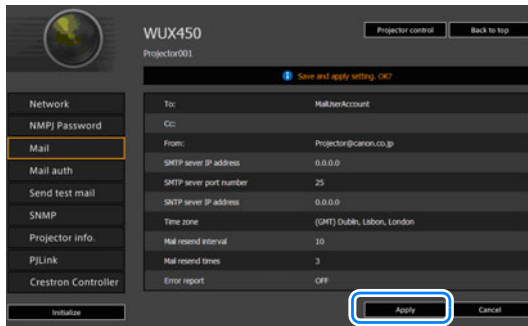 WUX450
Projector001
Projector control
Back to top
Save and apply setting. OK?
Network
NMPJ Password
Mail
Mail auth
Send test mail
SNMP
Projector info.
PJLink
Crestron Controller
Initialize
To: MailUserAccount
Cc:
From: Projector@canon.co.jp
SMTP sever IP address 0.0.0.0
SMTP sever port number 25
SNTP sever IP address 0.0.0.0
Time zone (GMT) Dublin, Lisbon, London
Mail resend interval 10
Mail resend times 3
Error report OFF
Apply
Cancel